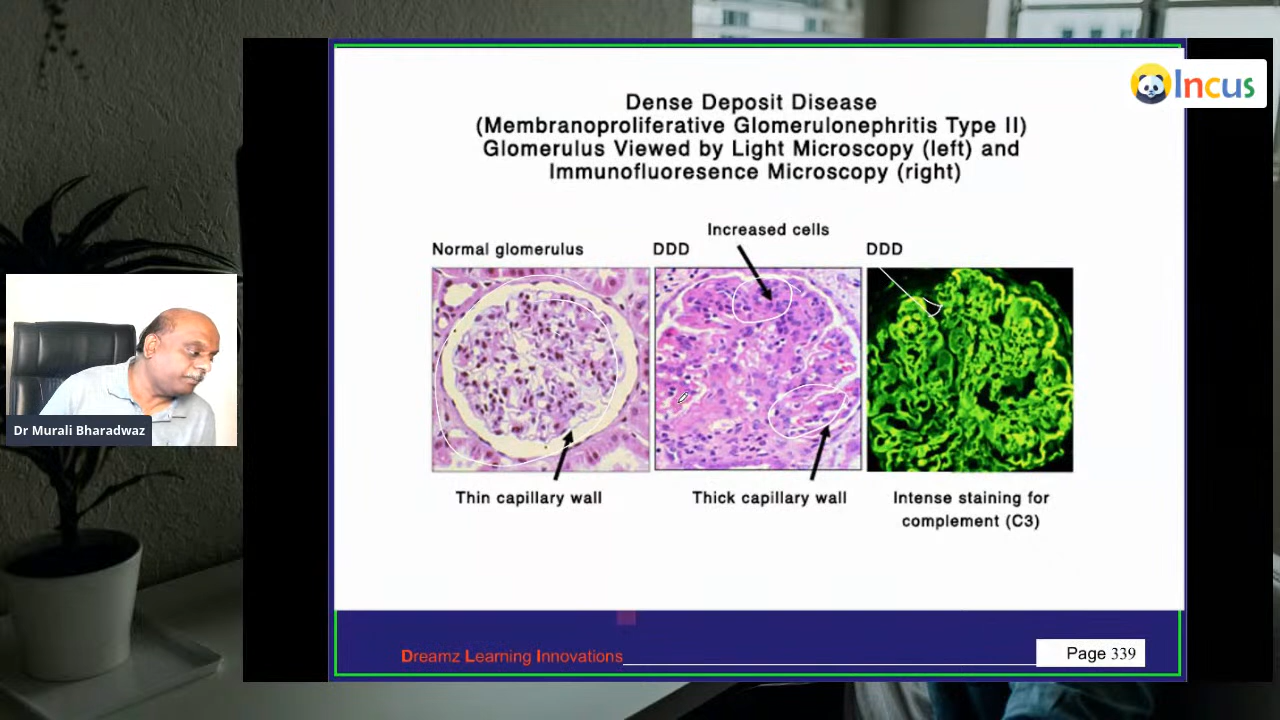 Incus
Dense Deposit Disease
(Membranoproliferative Glomerulonephritis Type II)
Glomerulus Viewed by Light Microscopy (left) and
Immunofluoresence Microscopy (right)
Increased cells
Normal glomerulus
DDD
DDD
Thin capillary wall
Thick capillary wall
Intense staining for
complement (C3)
Dr Murali Bharadwaz
Dreamz Learning Innovations
Page 339